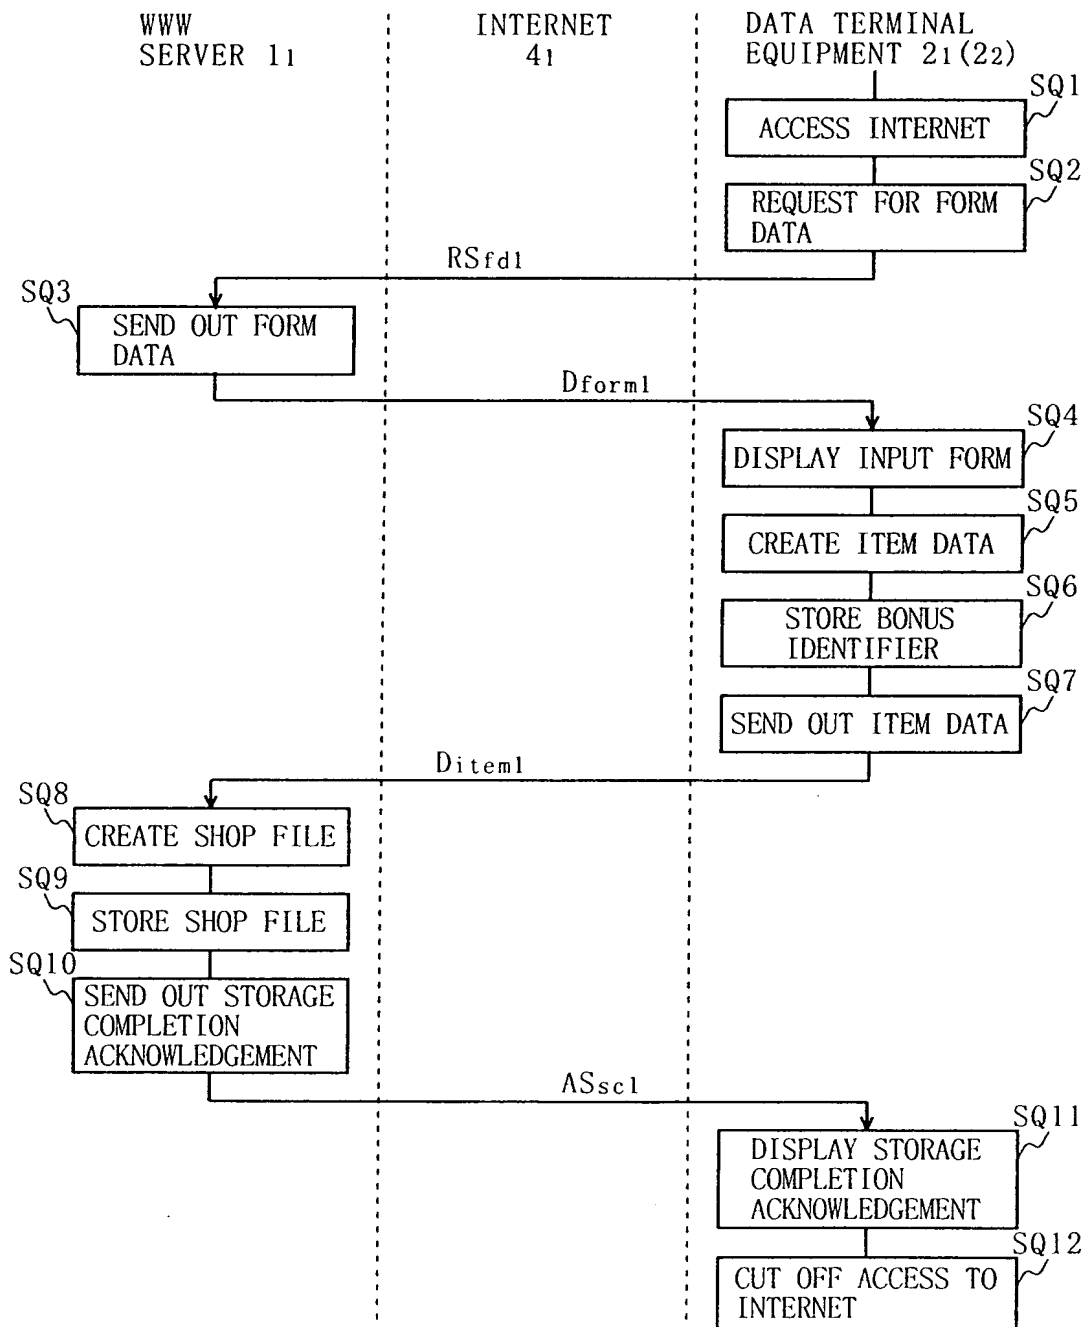 WWW
SERVER 11
INTERNET
41
DATA TERMINAL
EQUIPMENT 21(22)
SQ1
ACCESS INTERNET
SQ2
REQUEST FOR FORM
DATA
RSfd1
SQ3
SEND OUT FORM
DATA
Dform1
SQ4
DISPLAY INPUT FORM
SQ5
CREATE ITEM DATA
SQ6
STORE BONUS
IDENTIFIER
SQ7
SEND OUT ITEM DATA
Ditem1
SQ8
CREATE SHOP FILE
SQ9
STORE SHOP FILE
SQ10
SEND OUT STORAGE
COMPLETION
ACKNOWLEDGEMENT
ASsc1
SQ11
DISPLAY STORAGE
COMPLETION
ACKNOWLEDGEMENT
SQ12
CUT OFF ACCESS TO
INTERNET